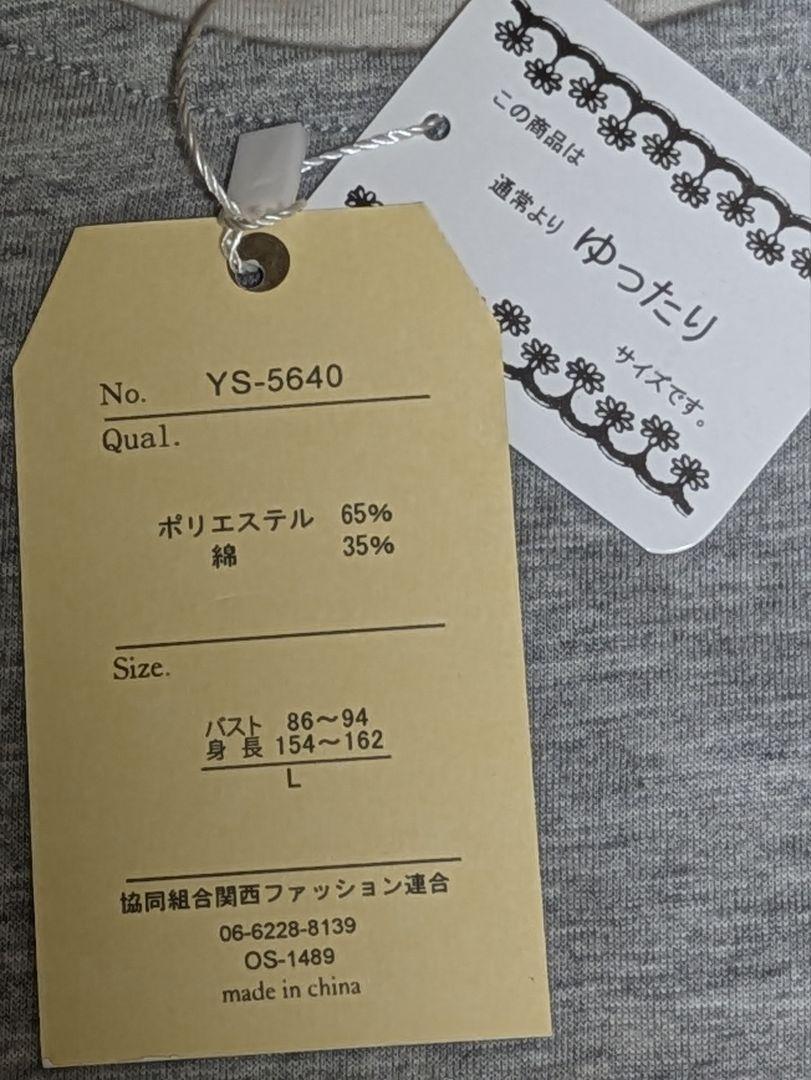 この商品は
通常より ゆったり
サイズです。
No. YS-5640
Qual.
ポリエステル 65%
綿 35%
Size.
バスト 86～94
身長 154～162
L
協同組合関西ファッション連合
06-6228-8139
OS-1489
made in china